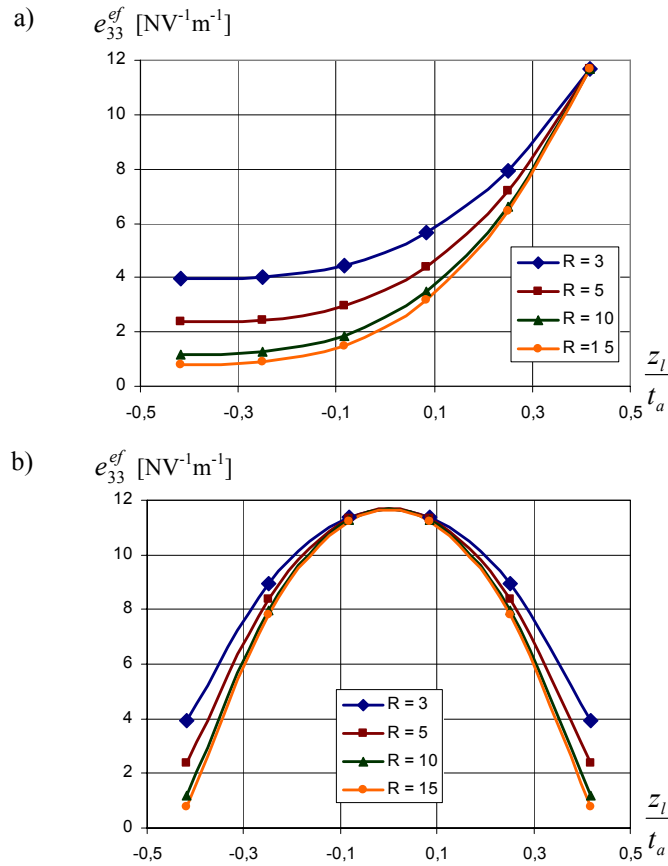 a)
e₃₃ᵉᶠ [NV⁻¹m⁻¹]
12
10
8
6
4
2
0
-0,5
-0,3
-0,1
0,1
0,3
0,5
R = 3
R = 5
R = 10
R =1 5
z_l
t_a
b)
e₃₃ᵉᶠ [NV⁻¹m⁻¹]
12
10
8
6
4
2
0
-0,5
-0,3
-0,1
0,1
0,3
0,5
R = 3
R = 5
R = 10
R = 15
z_l
t_a